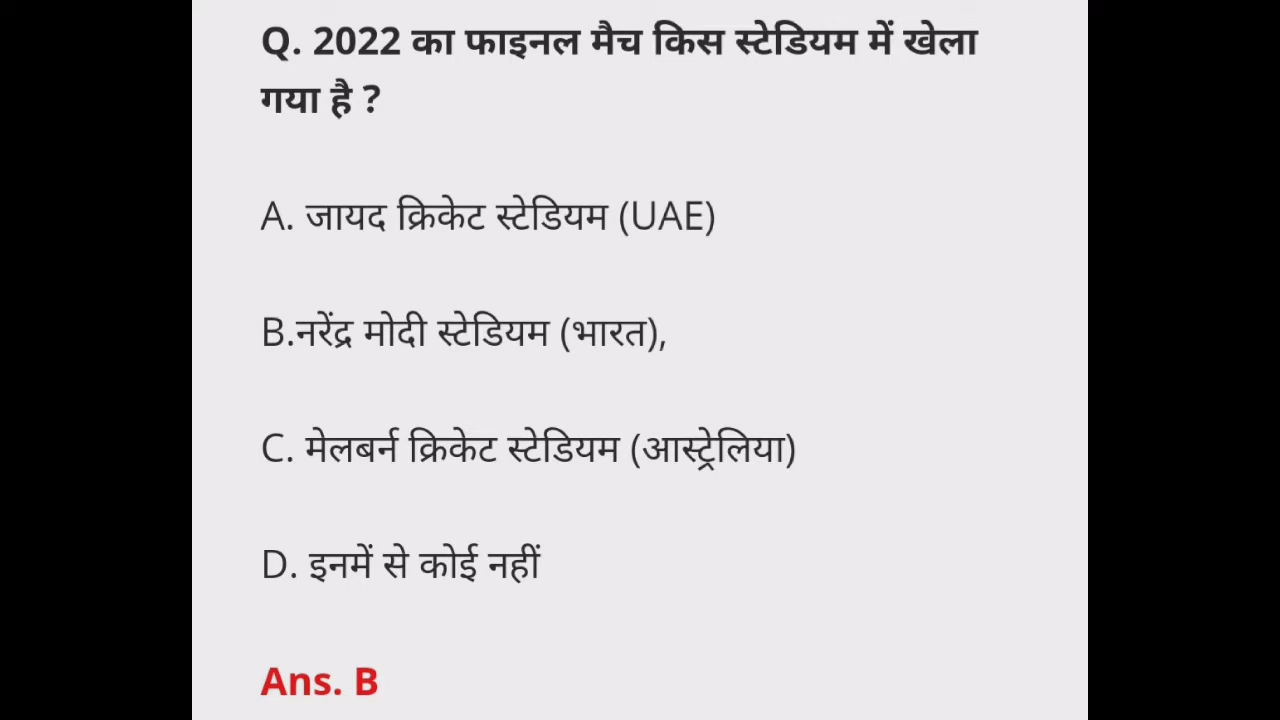 Q. 2022 का फाइनल मैच किस स्टेडियम में खेला
गया है ?
A. जायद क्रिकेट स्टेडियम (UAE)
B.नरेंद्र मोदी स्टेडियम (भारत),
C. मेलबर्न क्रिकेट स्टेडियम (आस्ट्रेलिया)
D. इनमें से कोई नहीं
Ans. B